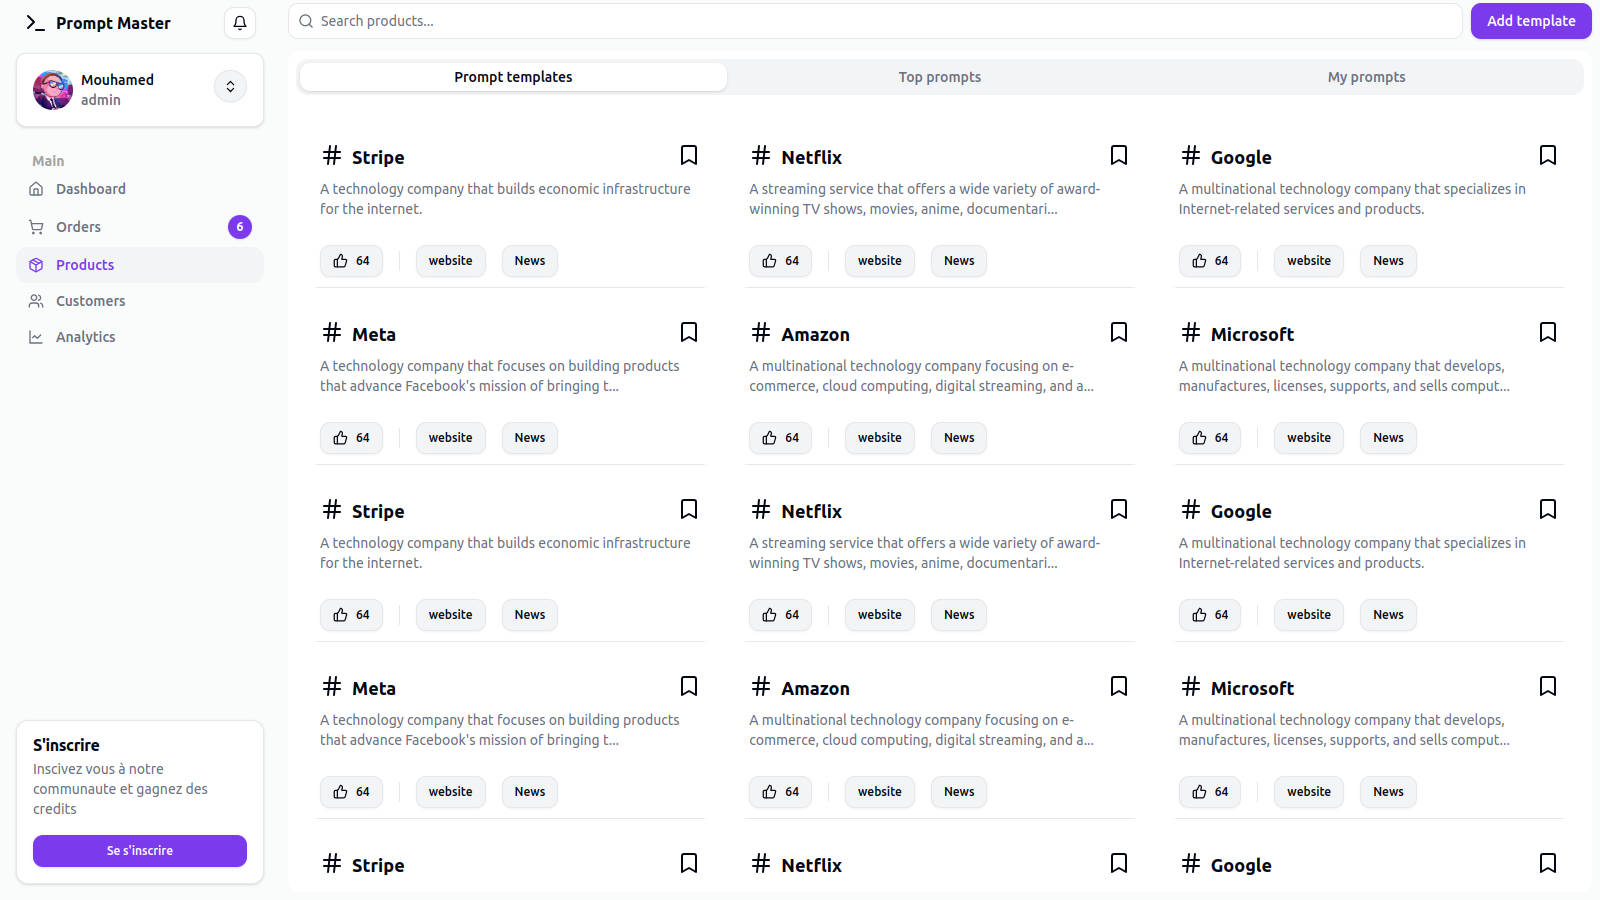 Prompt Master
Search products...
Add template
Mouhamed
admin
Main
Dashboard
Orders
6
Products
Customers
Analytics
S'inscrire
Inscivez vous à notre
communaute et gagnez des
credits
Se s'inscrire
Prompt templates
Top prompts
My prompts
Stripe
A technology company that builds economic infrastructure
for the internet.
64
website
News
Netflix
A streaming service that offers a wide variety of award-
winning TV shows, movies, anime, documentari...
64
website
News
Google
A multinational technology company that specializes in
Internet-related services and products.
64
website
News
Meta
A technology company that focuses on building products
that advance Facebook's mission of bringing t...
64
website
News
Amazon
A multinational technology company focusing on e-
commerce, cloud computing, digital streaming, and a...
64
website
News
Microsoft
A multinational technology company that develops,
manufactures, licenses, supports, and sells comput...
64
website
News
Stripe
A technology company that builds economic infrastructure
for the internet.
64
website
News
Netflix
A streaming service that offers a wide variety of award-
winning TV shows, movies, anime, documentari...
64
website
News
Google
A multinational technology company that specializes in
Internet-related services and products.
64
website
News
Meta
A technology company that focuses on building products
that advance Facebook's mission of bringing t...
64
website
News
Amazon
A multinational technology company focusing on e-
commerce, cloud computing, digital streaming, and a...
64
website
News
Microsoft
A multinational technology company that develops,
manufactures, licenses, supports, and sells comput...
64
website
News
Stripe
Netflix
Google